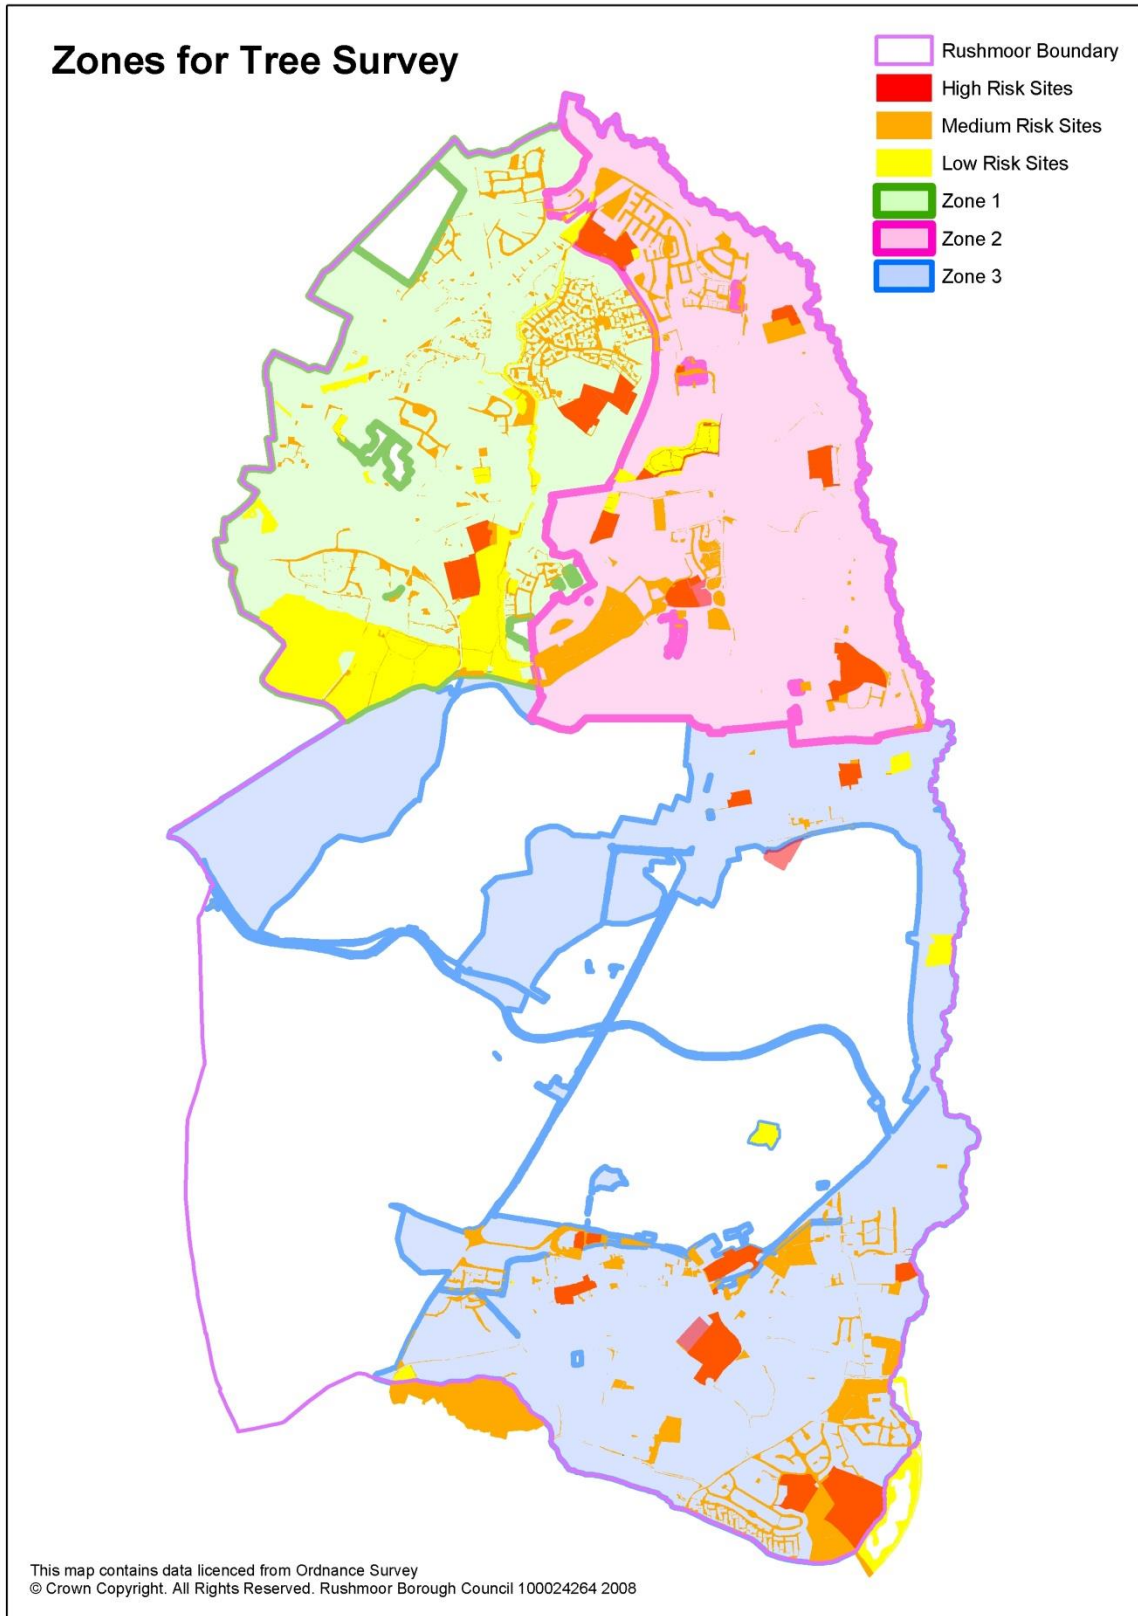 Zones for Tree Survey
Rushmoor Boundary
High Risk Sites
Medium Risk Sites
Low Risk Sites
Zone 1
Zone 2
Zone 3
This map contains data licenced from Ordnance Survey
© Crown Copyright. All Rights Reserved. Rushmoor Borough Council 100024264 2008